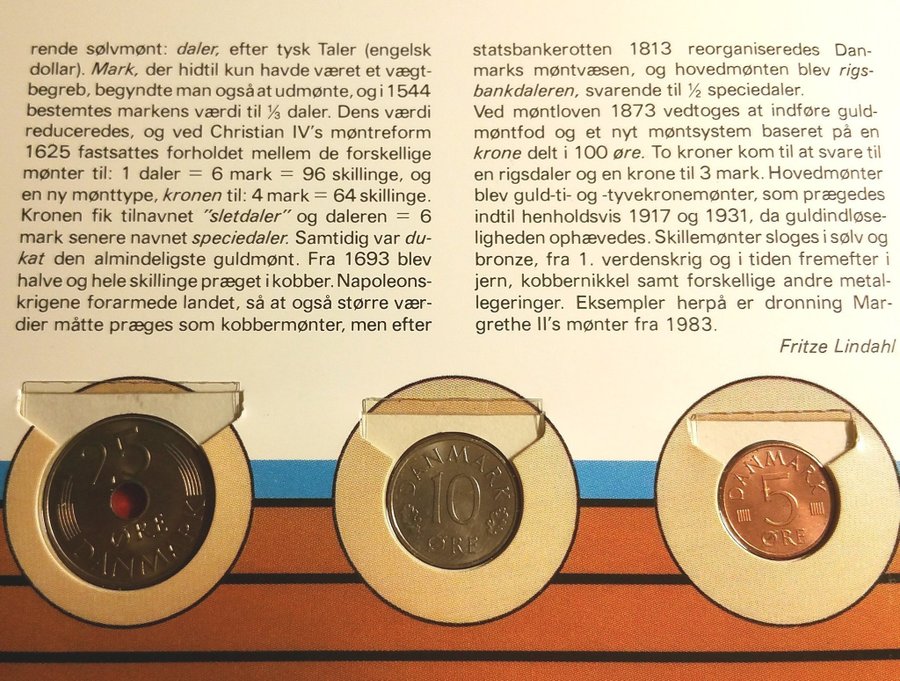 rende sølvmønt: daler, efter tysk Taler (engelsk
dollar). Mark, der hidtil kun havde været et vægt-
begreb, begyndte man også at udmønte, og i 1544
bestemtes markens værdi til ⅓ daler. Dens værdi
reduceredes, og ved Christian IV's møntreform
1625 fastsattes forholdet mellem de forskellige
mønter til: 1 daler = 6 mark = 96 skillinge, og
en ny mønttype, kronen til: 4 mark = 64 skillinge.
Kronen fik tilnavnet "sletdaler" og daleren = 6
mark senere navnet speciedaler. Samtidig var du-
kat den almindeligste guldmønt. Fra 1693 blev
halve og hele skillinge præget i kobber. Napoleons-
krigene forarmede landet, så at også større vær-
dier måtte præges som kobbermønter, men efter
statsbankerotten 1813 reorganiseredes Dan-
marks møntvæsen, og hovedmønten blev rigs-
bankdaleren, svarende til ½ speciedaler.
Ved møntloven 1873 vedtoges at indføre guld-
møntfod og et nyt møntsystem baseret på en
krone delt i 100 øre. To kroner kom til at svare til
en rigsdaler og en krone til 3 mark. Hovedmønter
blev guld-ti- og -tyvekronemønter, som prægedes
indtil henholdsvis 1917 og 1931, da guldindløse-
ligheden ophævedes. Skillemønter sloges i sølv og
bronze, fra 1. verdenskrig og i tiden fremefter i
jern, kobbernikkel samt forskellige andre metal-
legeringer. Eksempler herpå er dronning Mar-
grethe II's mønter fra 1983.
Fritze Lindahl
25
ØRE
DANMARK
DANMARK
10
ØRE
DANMARK
5
ØRE